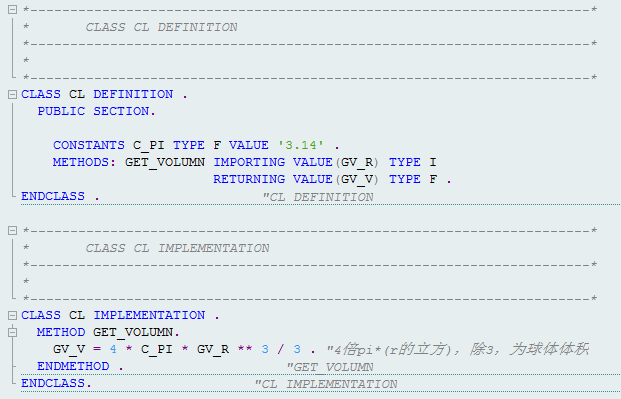 *----------------------------------------------------------------------*
*       CLASS CL DEFINITION
*----------------------------------------------------------------------*
*
*----------------------------------------------------------------------*
CLASS CL DEFINITION .
  PUBLIC SECTION.

    CONSTANTS C_PI TYPE F VALUE '3.14' .
    METHODS: GET_VOLUMN IMPORTING VALUE(GV_R) TYPE I
                        RETURNING VALUE(GV_V) TYPE F .
ENDCLASS .                    "CL DEFINITION

*----------------------------------------------------------------------*
*       CLASS CL IMPLEMENTATION
*----------------------------------------------------------------------*
*
*----------------------------------------------------------------------*
CLASS CL IMPLEMENTATION .
  METHOD GET_VOLUMN.
    GV_V = 4 * C_PI * GV_R ** 3 / 3 . "4倍pi*(r的立方), 除3, 为球体体积
  ENDMETHOD .                    "GET_VOLUMN
ENDCLASS.                    "CL IMPLEMENTATION